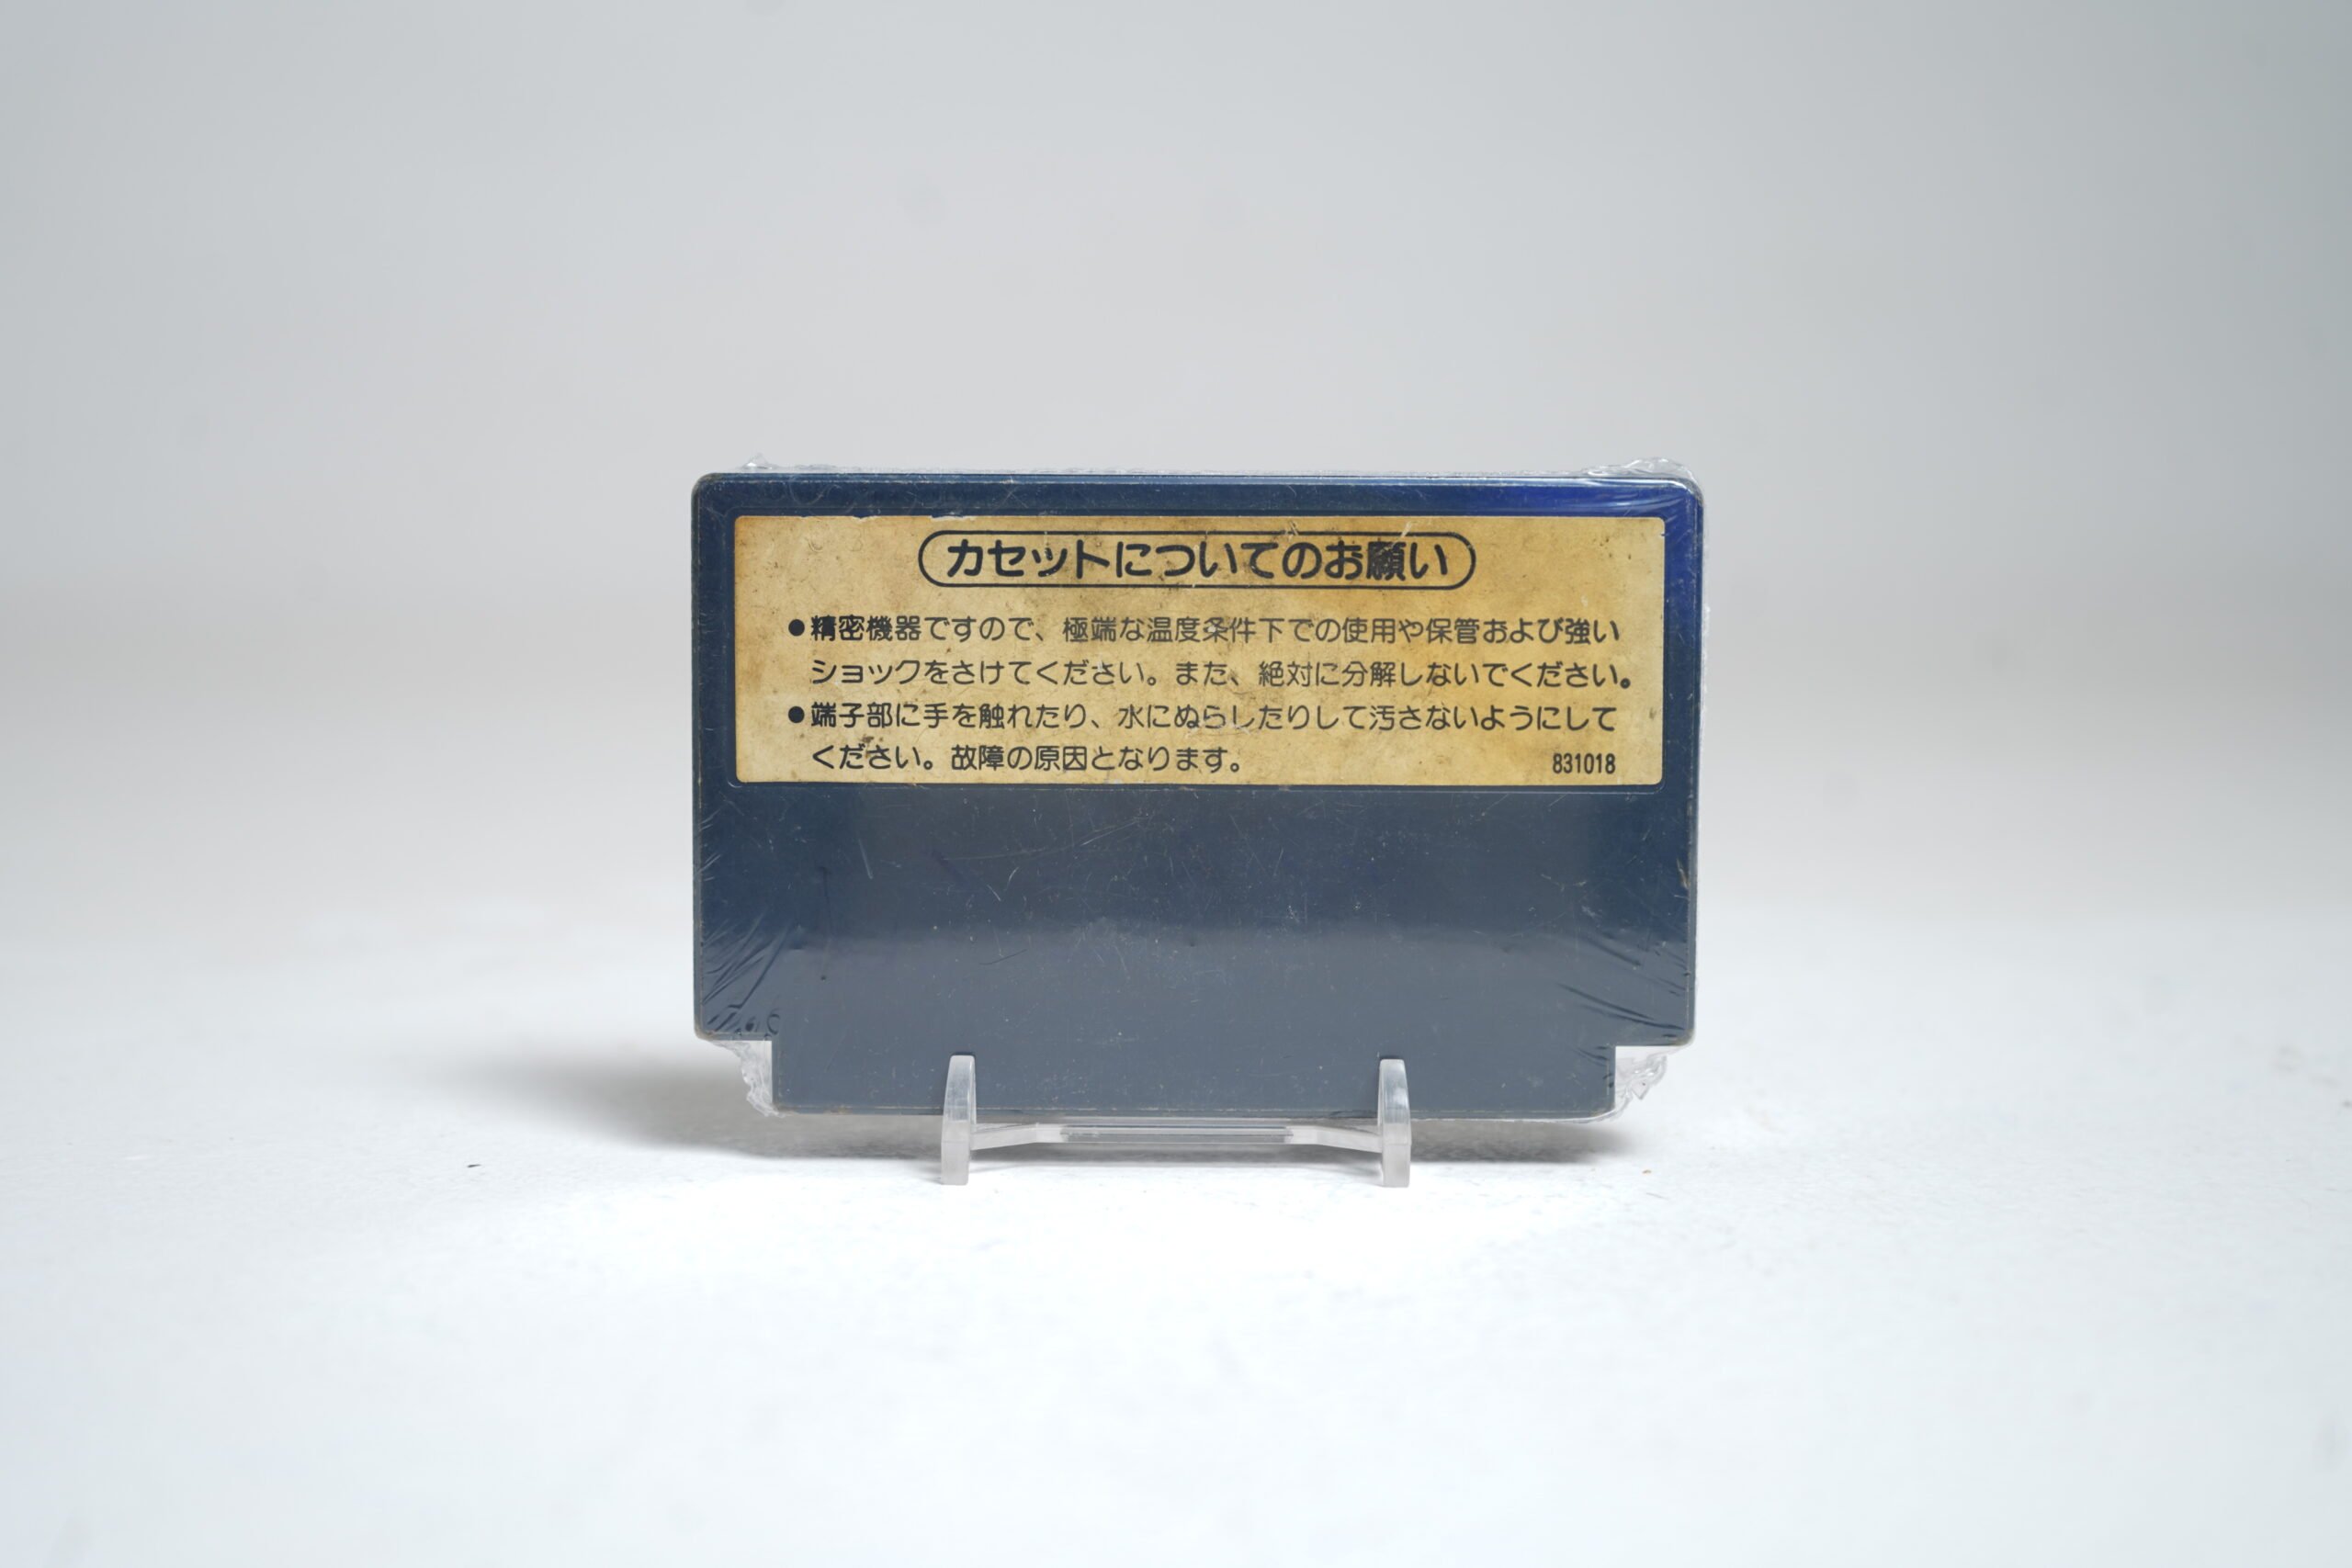 カセットについてのお願い
●精密機器ですので、極端な温度条件下での使用や保管および強い
ショックをさけてください。また、絶対に分解しないでください。
●端子部に手を触れたり、水にぬらしたりして汚さないようにして
ください。故障の原因となります。
831018